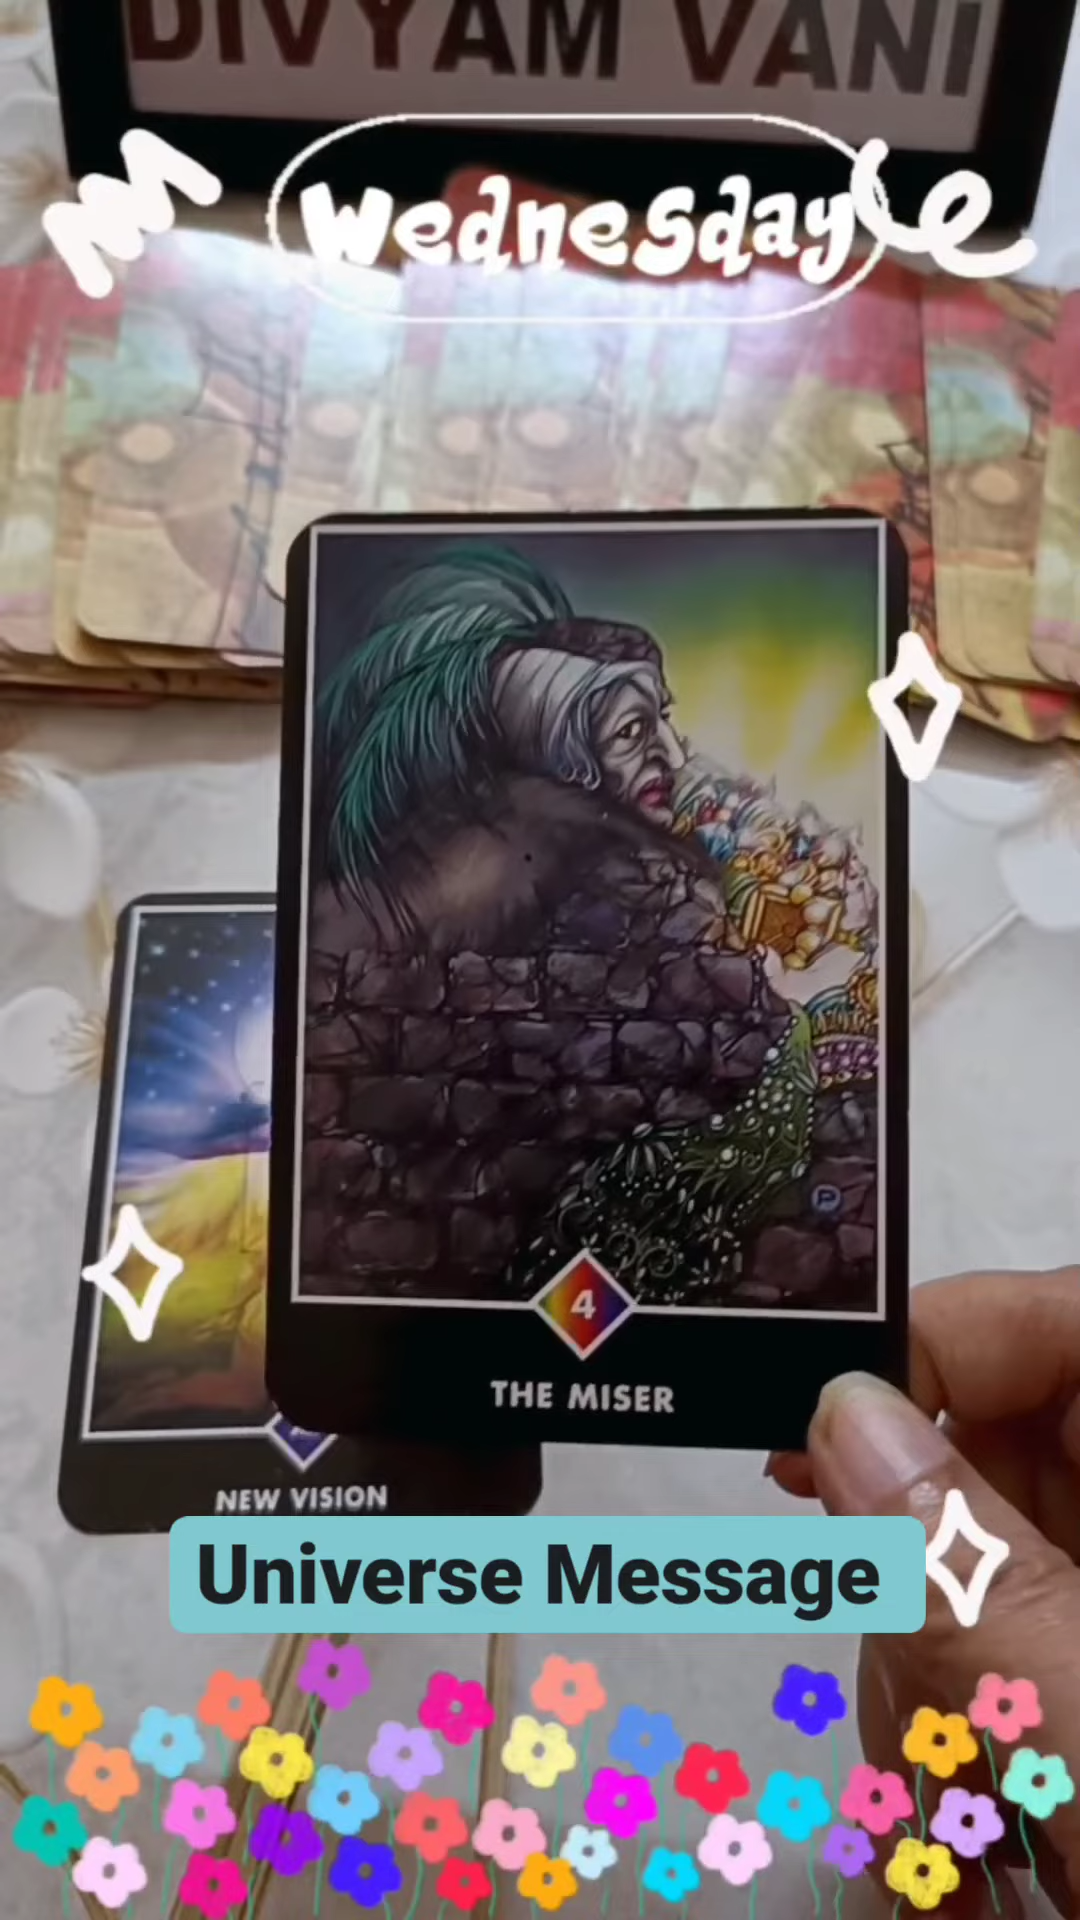 DIVYAM VANI
Wednesday
4
THE MISER
NEW VISION
Universe Message